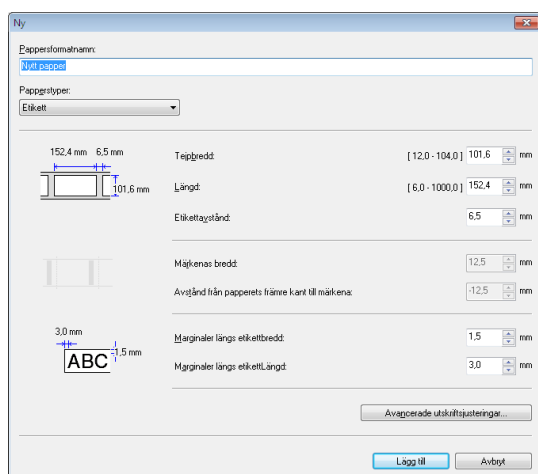 Ny
Pappersformatnamn:
Nytt papper
Papperstyper:
Etikett
152,4 mm 6,5 mm
101,6 mm
Tejpbredd: [ 12,0 - 104,0 ] 101,6 mm
Längd: [ 6,0 - 1000,0 ] 152,4 mm
Etikettavstånd: 6,5 mm
Märkenas bredd: 12,5 mm
Avstånd från papperets främre kant till märkena: -12,5 mm
3,0 mm
ABC
1,5 mm
Marginaler längs etikettbredd: 1,5 mm
Marginaler längs etikettLängd: 3,0 mm
Avancerade utskriftsjusteringar...
Lägg till Avbryt